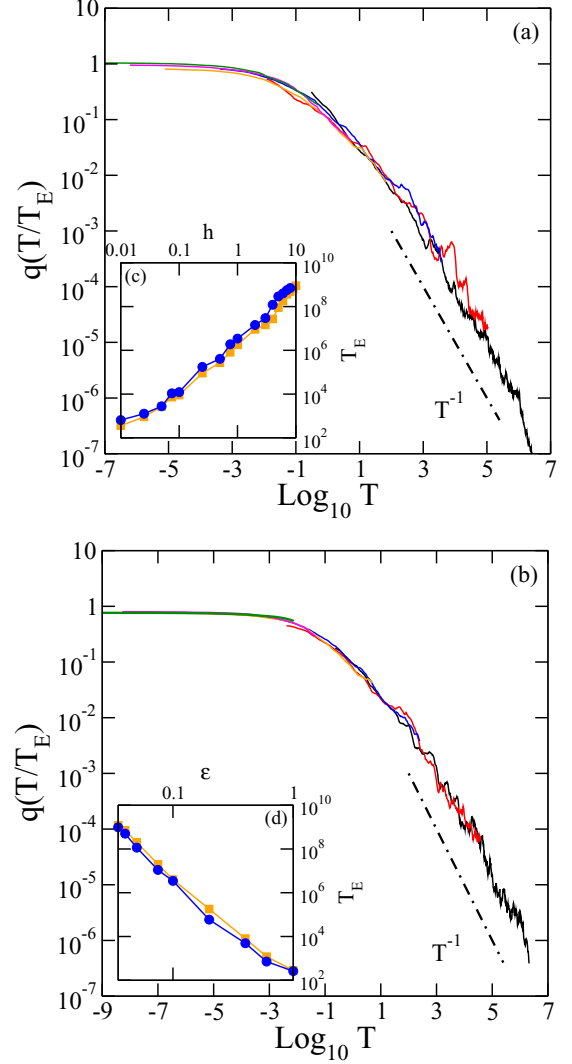 (a)
q(T/T_E)
10
1
10^-1
10^-2
10^-3
10^-4
10^-5
10^-6
10^-7
-7 -5 -3 -1 1 3 5 7
Log_10 T
T^-1
h
0.01 0.1 1 10
(c)
10^10
10^8
10^6
10^4
10^2
T_E
(b)
q(T/T_E)
10
1
10^-1
10^-2
10^-3
10^-4
10^-5
10^-6
10^-7
-9 -7 -5 -3 -1 1 3 5 7
Log_10 T
T^-1
ε
0.1 1
(d)
10^10
10^8
10^6
10^4
10^2
T_E